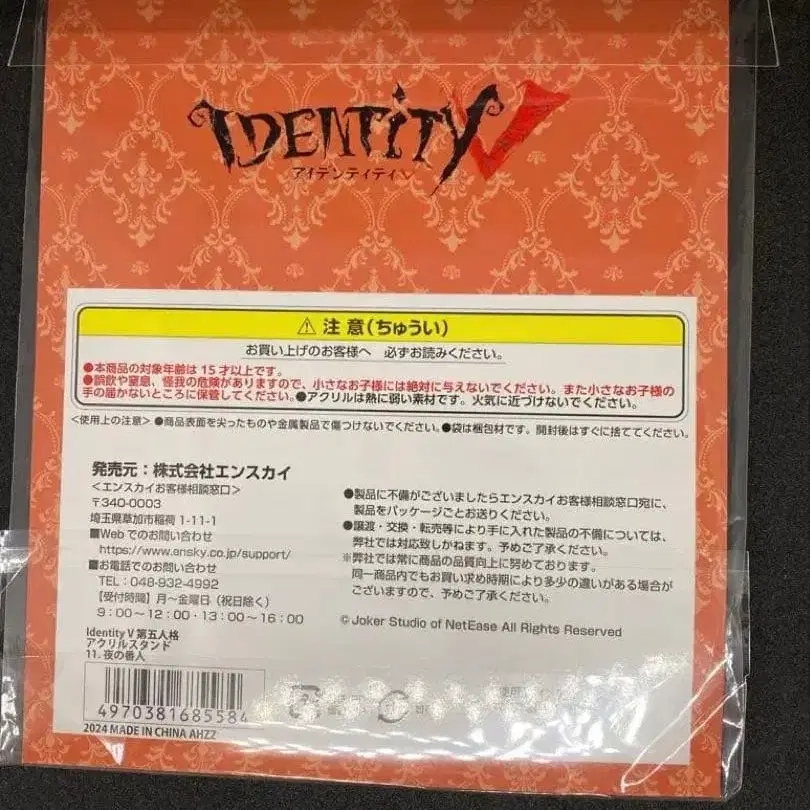 IDENTITY V
アイデンティティV
⚠注意(ちゅうい)
お買い上げのお客様へ 必ずお読みください。
●本商品の対象年齢は15才以上です。
●誤飲や窒息、怪我の危険がありますので、小さなお子様には絶対に与えないでください。また小さなお子様の
手の届かないところに保管してください。●アクリルは熱に弱い素材です。火気に近づけないでください。
<使用上の注意>●商品表面を尖ったものや金属製品で傷つけないでください。●袋は梱包材です。開封後はすぐに捨ててください。
発売元：株式会社エンスカイ
<エンスカイお客様相談窓口>
〒340-0003
埼玉県草加市稲荷1-11-1
■Webでのお問い合わせ
https://www.ensky.co.jp/support/
■お電話でのお問い合わせ
TEL：048-932-4992
【受付時間】月～金曜日（祝日除く）
9：00～12：00・13：00～16：00
●製品に不備がございましたらエンスカイお客様相談窓口宛に、
製品をパッケージごとお送りください。
●譲渡・交換・転売等により手に入れた製品の不備については、
弊社では対応致しかねます。予めご了承ください。
※弊社では常に商品の品質向上に努めております。
同一商品内でもお買い求め時期により多少の違いがある場合が
ございますので、予めご了承ください。
©Joker Studio of NetEase All Rights Reserved
Identity V 第五人格
アクリルスタンド
11. 夜の番人
4970381685584
2024 MADE IN CHINA AHZZ